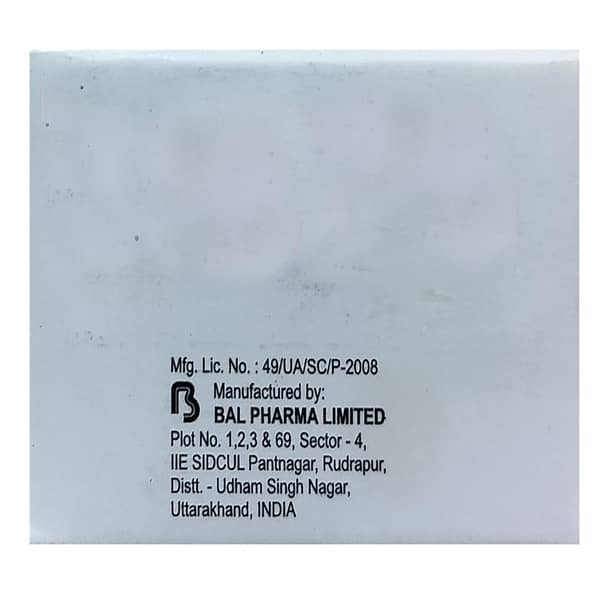 Mfg. Lic. No. : 49/UA/SC/P-2008
Manufactured by:
BAL PHARMA LIMITED
Plot No. 1,2,3 & 69, Sector - 4,
IIE SIDCUL Pantnagar, Rudrapur,
Distt. - Udham Singh Nagar,
Uttarakhand, INDIA